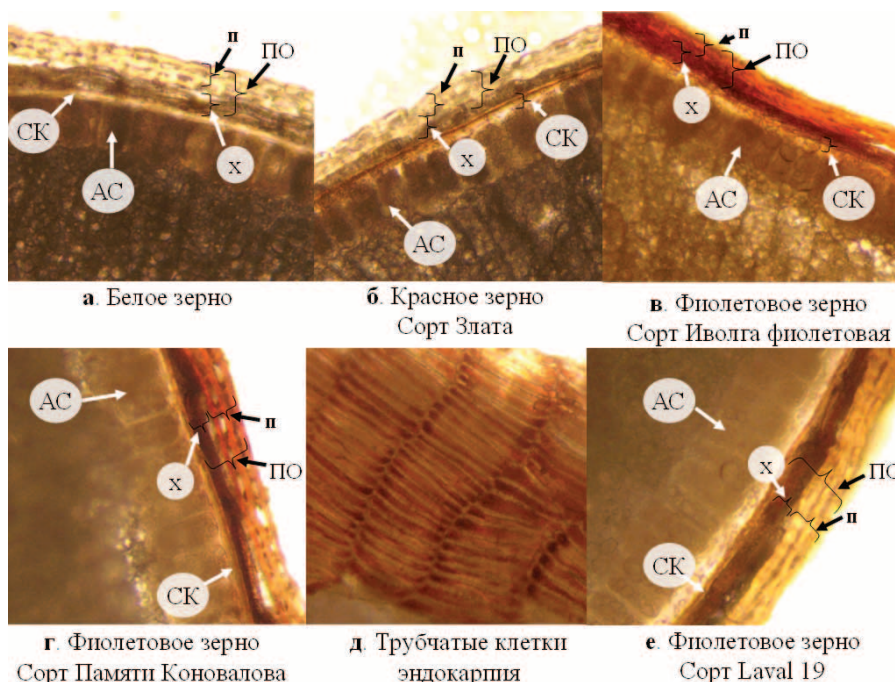 п
ПО
СК
х
АС
а. Белое зерно
п
ПО
СК
х
АС
б. Красное зерно
Сорт Злата
п
ПО
х
АС
СК
в. Фиолетовое зерно
Сорт Иволга фиолетовая
АС
п
х
ПО
СК
г. Фиолетовое зерно
Сорт Памяти Коновалова
д. Трубчатые клетки
эндокарпия
АС
х
ПО
п
СК
е. Фиолетовое зерно
Сорт Laval 19